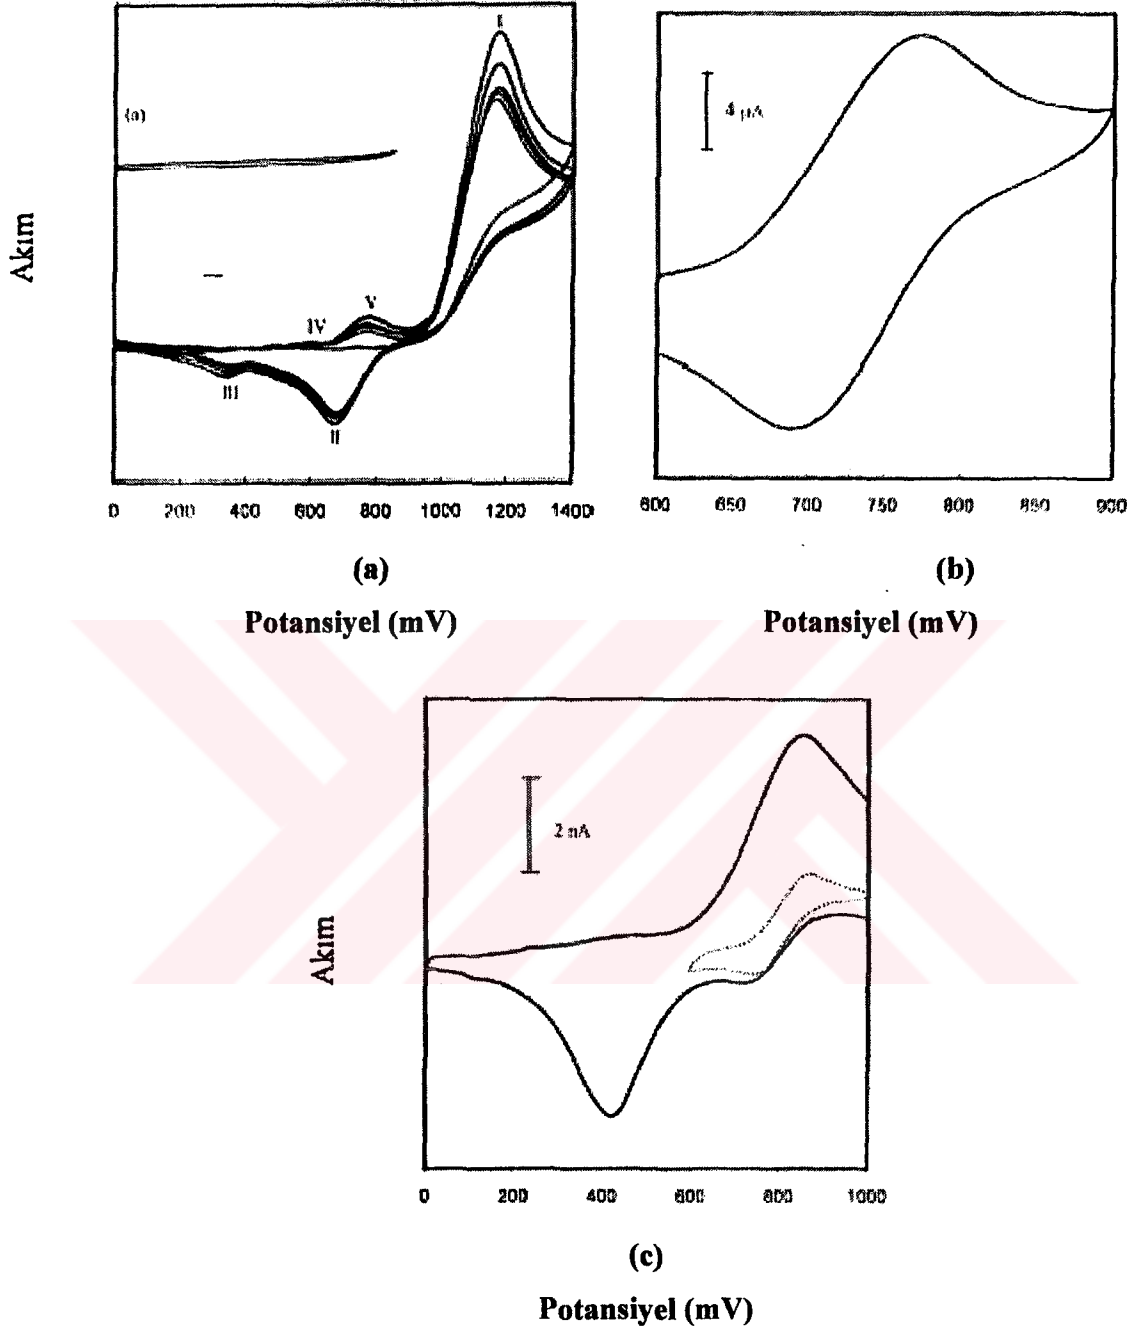 I
(a)
Akım
IV
V
III
II
0 200 400 600 800 1000 1200 1400
(a)
Potansiyel (mV)
4 µA
600 650 700 750 800 850 900
(b)
Potansiyel (mV)
2 nA
Akım
0 200 400 600 800 1000
(c)
Potansiyel (mV)